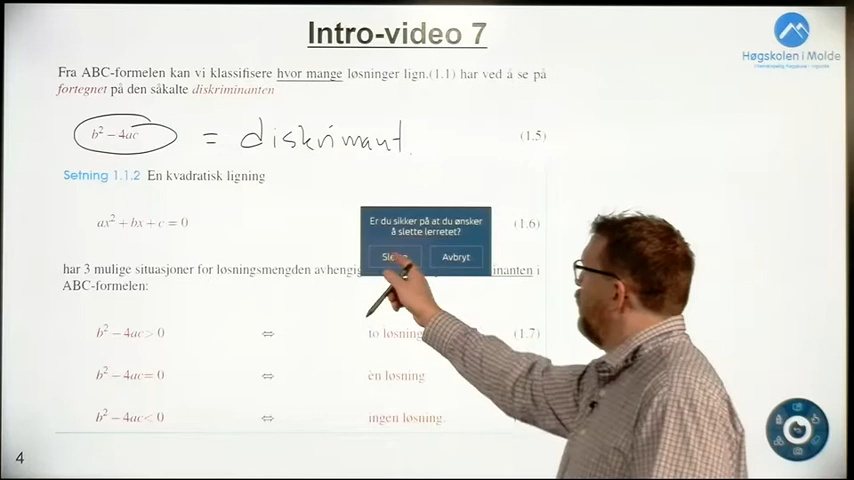 Intro-video 7
Høgskolen i Molde
Fra ABC-formelen kan vi klassifisere hvor mange løsninger lign.(1.1) har ved å se på
fortegnet på den såkalte diskriminanten
b² − 4ac = diskrimant. (1.5)
Setning 1.1.2 En kvadratisk ligning
ax² + bx + c = 0 (1.6)
Er du sikker på at du ønsker
å slette lerretet?
Avbryt
har 3 mulige situasjoner for løsningsmengden i
ABC-formelen:
b² − 4ac > 0 ⇔ to løsning (1.7)
b² − 4ac = 0 ⇔ èn løsning
b² − 4ac < 0 ⇔ ingen løsning.
4